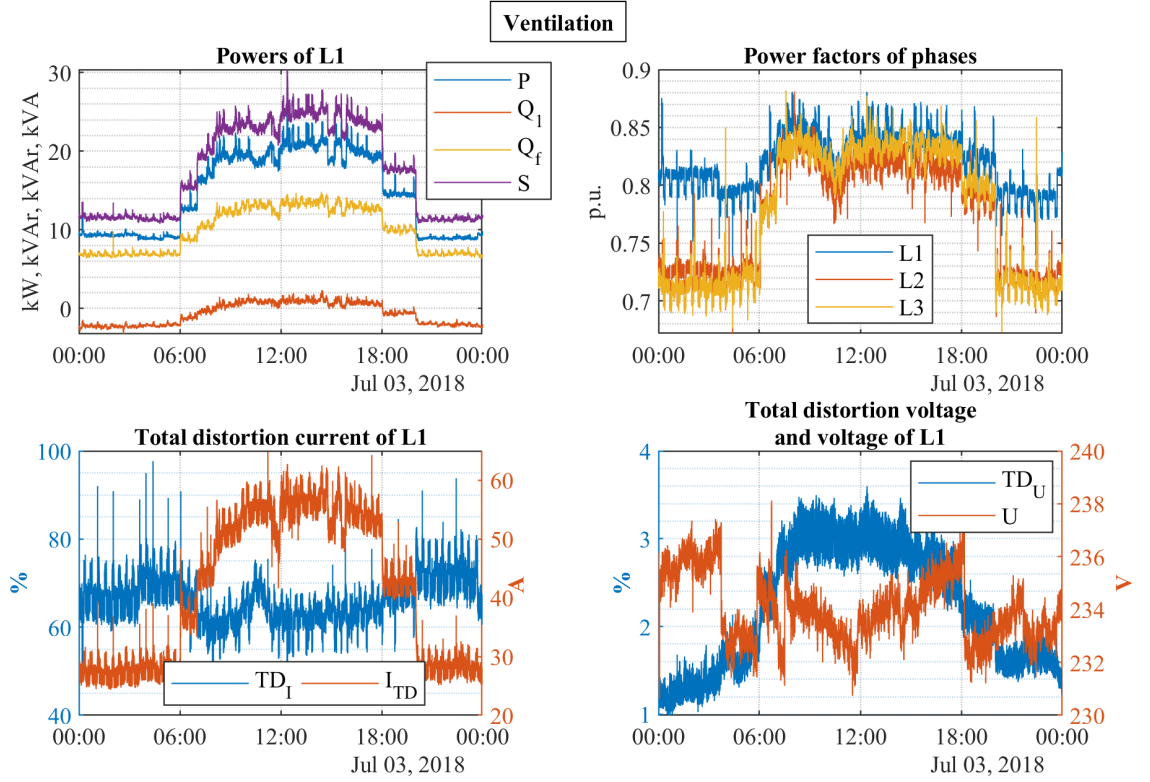 Ventilation
Powers of L1
kW, kVAr, kVAr, kVA
30
20
10
0
P
Q1
Qf
S
00:00 06:00 12:00 18:00 00:00
Jul 03, 2018
Power factors of phases
p.u.
0.9
0.85
0.8
0.75
0.7
L1
L2
L3
00:00 06:00 12:00 18:00 00:00
Jul 03, 2018
Total distortion current of L1
%
100
80
60
40
A
60
50
40
30
20
TDI ITD
00:00 06:00 12:00 18:00 00:00
Jul 03, 2018
Total distortion voltage
and voltage of L1
%
4
3
2
1
V
240
238
236
234
232
230
TDU
U
00:00 06:00 12:00 18:00 00:00
Jul 03, 2018